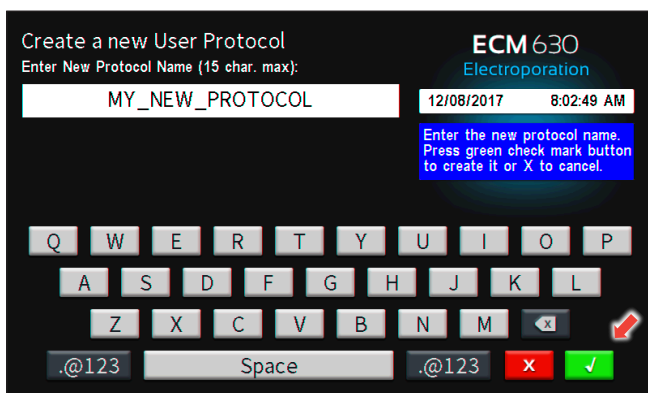 Create a new User Protocol
Enter New Protocol Name (15 char. max):
MY_NEW_PROTOCOL
ECM 630
Electroporation
12/08/2017 8:02:49 AM
Enter the new protocol name.
Press green check mark button
to create it or X to cancel.
Q W E R T Y U I O P
A S D F G H J K L
Z X C V B N M x
.@123 Space .@123 x √